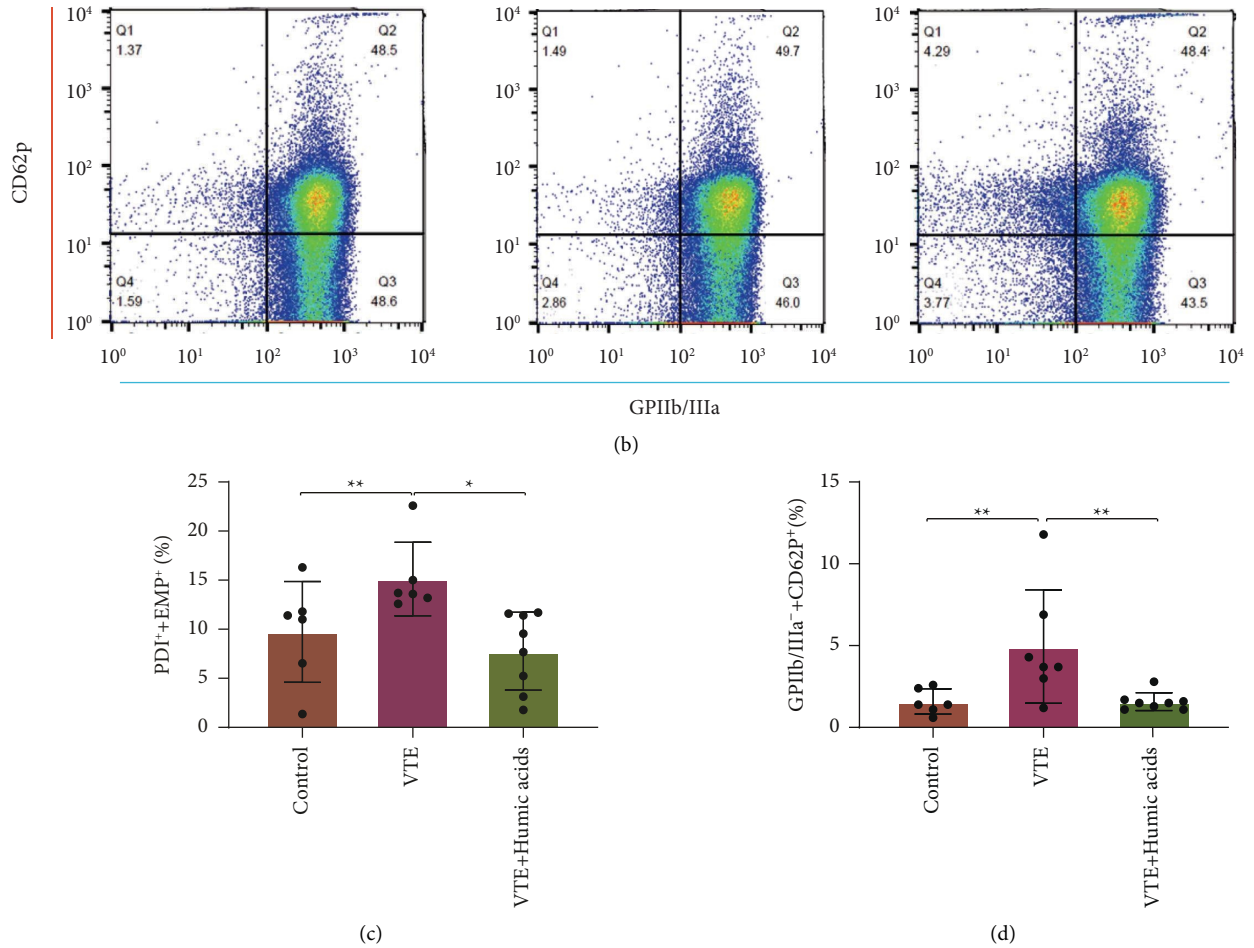 CD62p
10⁴
10³
10²
10¹
10⁰
Q1
1.37
Q2
48.5
Q4
1.59
Q3
48.6
10⁰ 10¹ 10² 10³ 10⁴
10⁴
10³
10²
10¹
10⁰
Q1
1.49
Q2
49.7
Q4
2.86
Q3
46.0
10⁰ 10¹ 10² 10³ 10⁴
10⁴
10³
10²
10¹
10⁰
Q1
4.29
Q2
48.4
Q4
3.77
Q3
43.5
10⁰ 10¹ 10² 10³ 10⁴
GPIIb/IIIa
(b)
PDI⁺+EMP⁺ (%)
25
20
15
10
5
0
** *
Control
VTE
VTE+Humic acids
(c)
GPIIb/IIIa⁻+CD62P⁺(%)
15
10
5
0
** **
Control
VTE
VTE+Humic acids
(d)